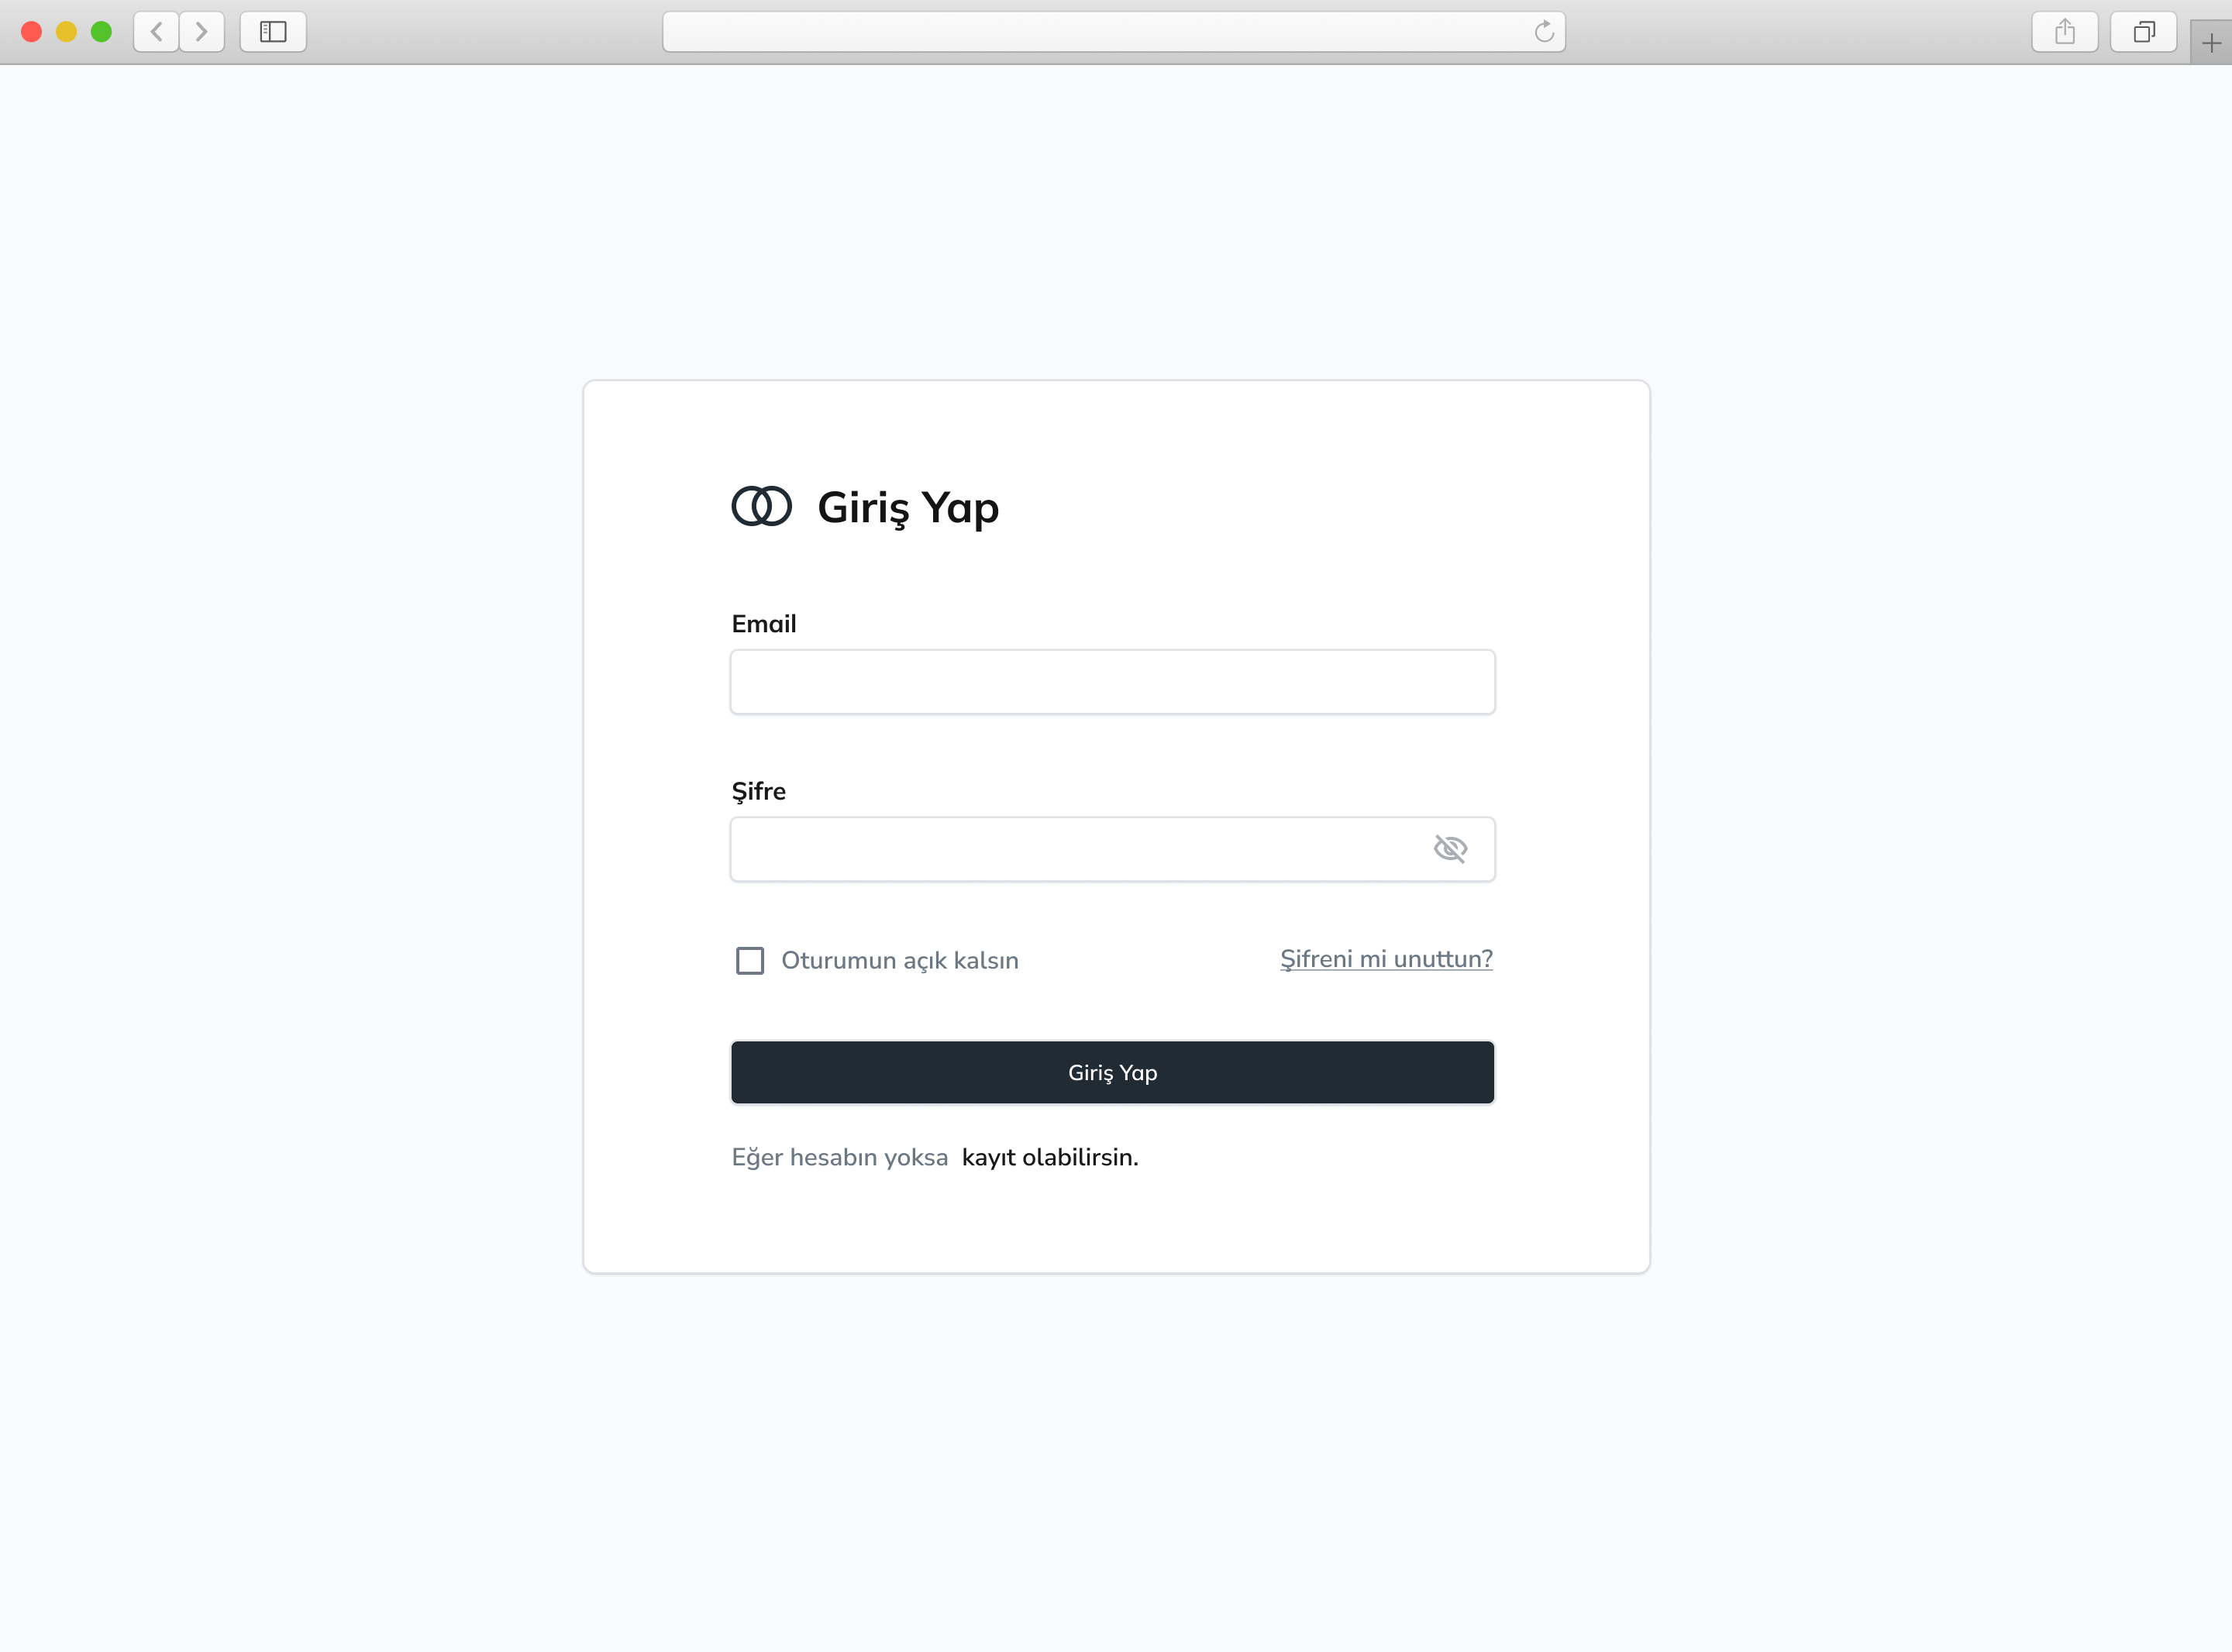 Giriş Yap
Email
Şifre
Oturumun açık kalsın
Şifreni mi unuttun?
Giriş Yap
Eğer hesabın yoksa kayıt olabilirsin.